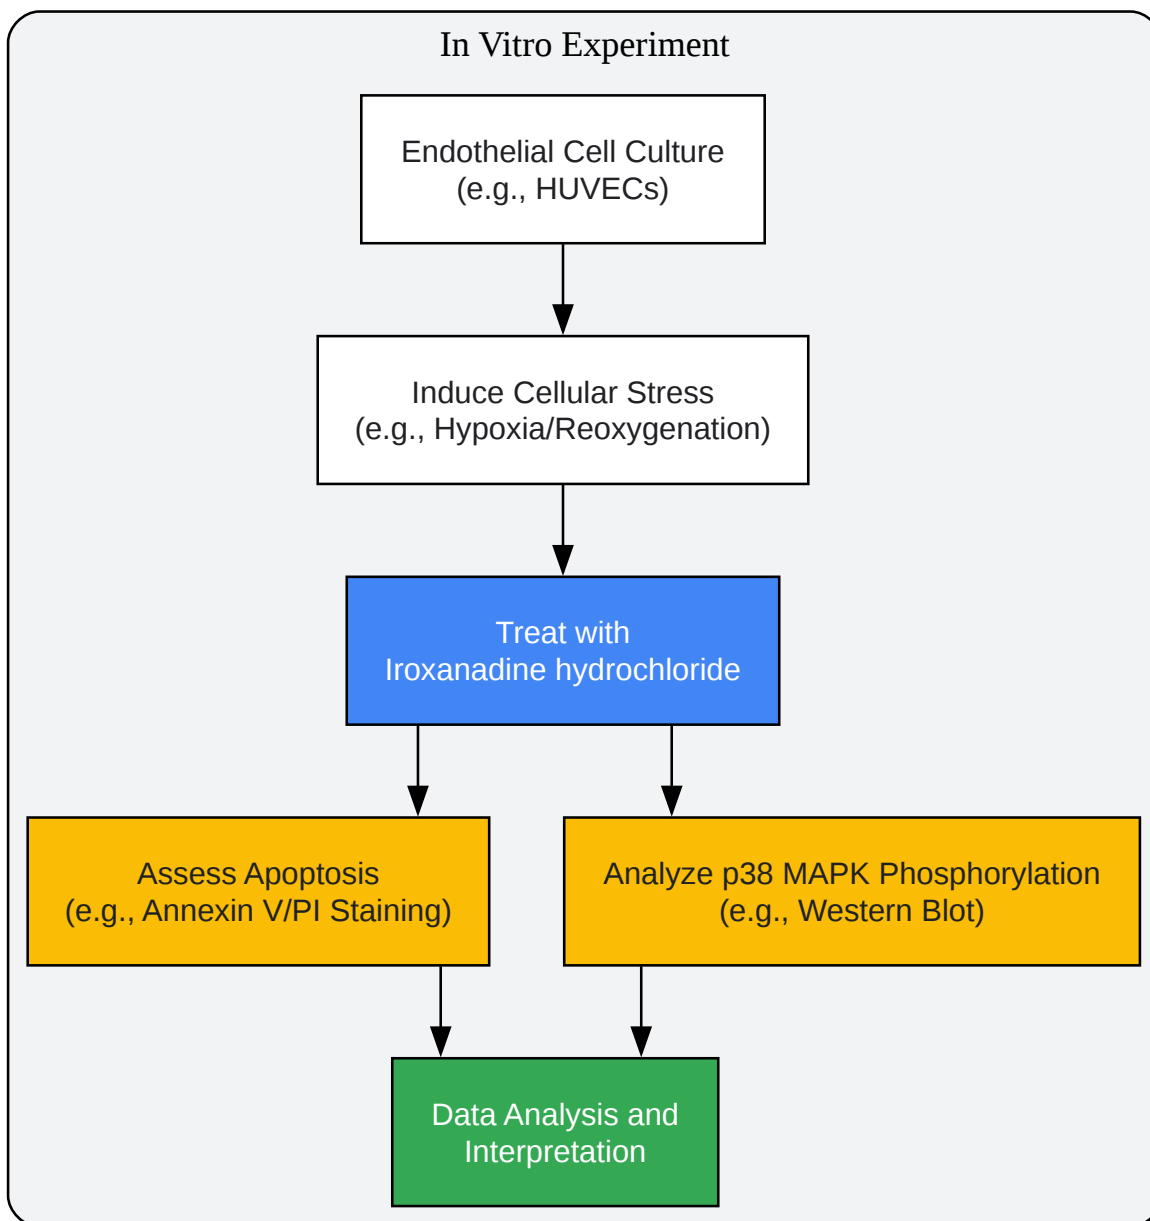 In Vitro Experiment
Endothelial Cell Culture
(e.g., HUVECs)
Induce Cellular Stress
(e.g., Hypoxia/Reoxygenation)
Treat with
Iroxanadine hydrochloride
Assess Apoptosis
(e.g., Annexin V/PI Staining)
Analyze p38 MAPK Phosphorylation
(e.g., Western Blot)
Data Analysis and
Interpretation